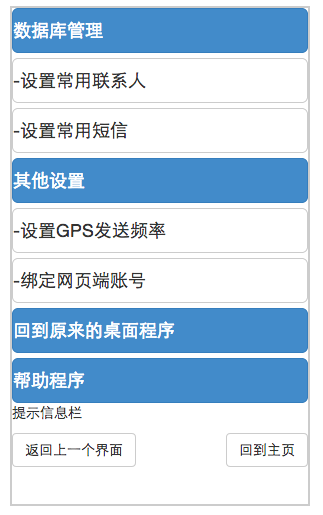 数据库管理
-设置常用联系人
-设置常用短信
其他设置
-设置GPS发送频率
-绑定网页端账号
回到原来的桌面程序
帮助程序
提示信息栏
返回上一个界面
回到主页